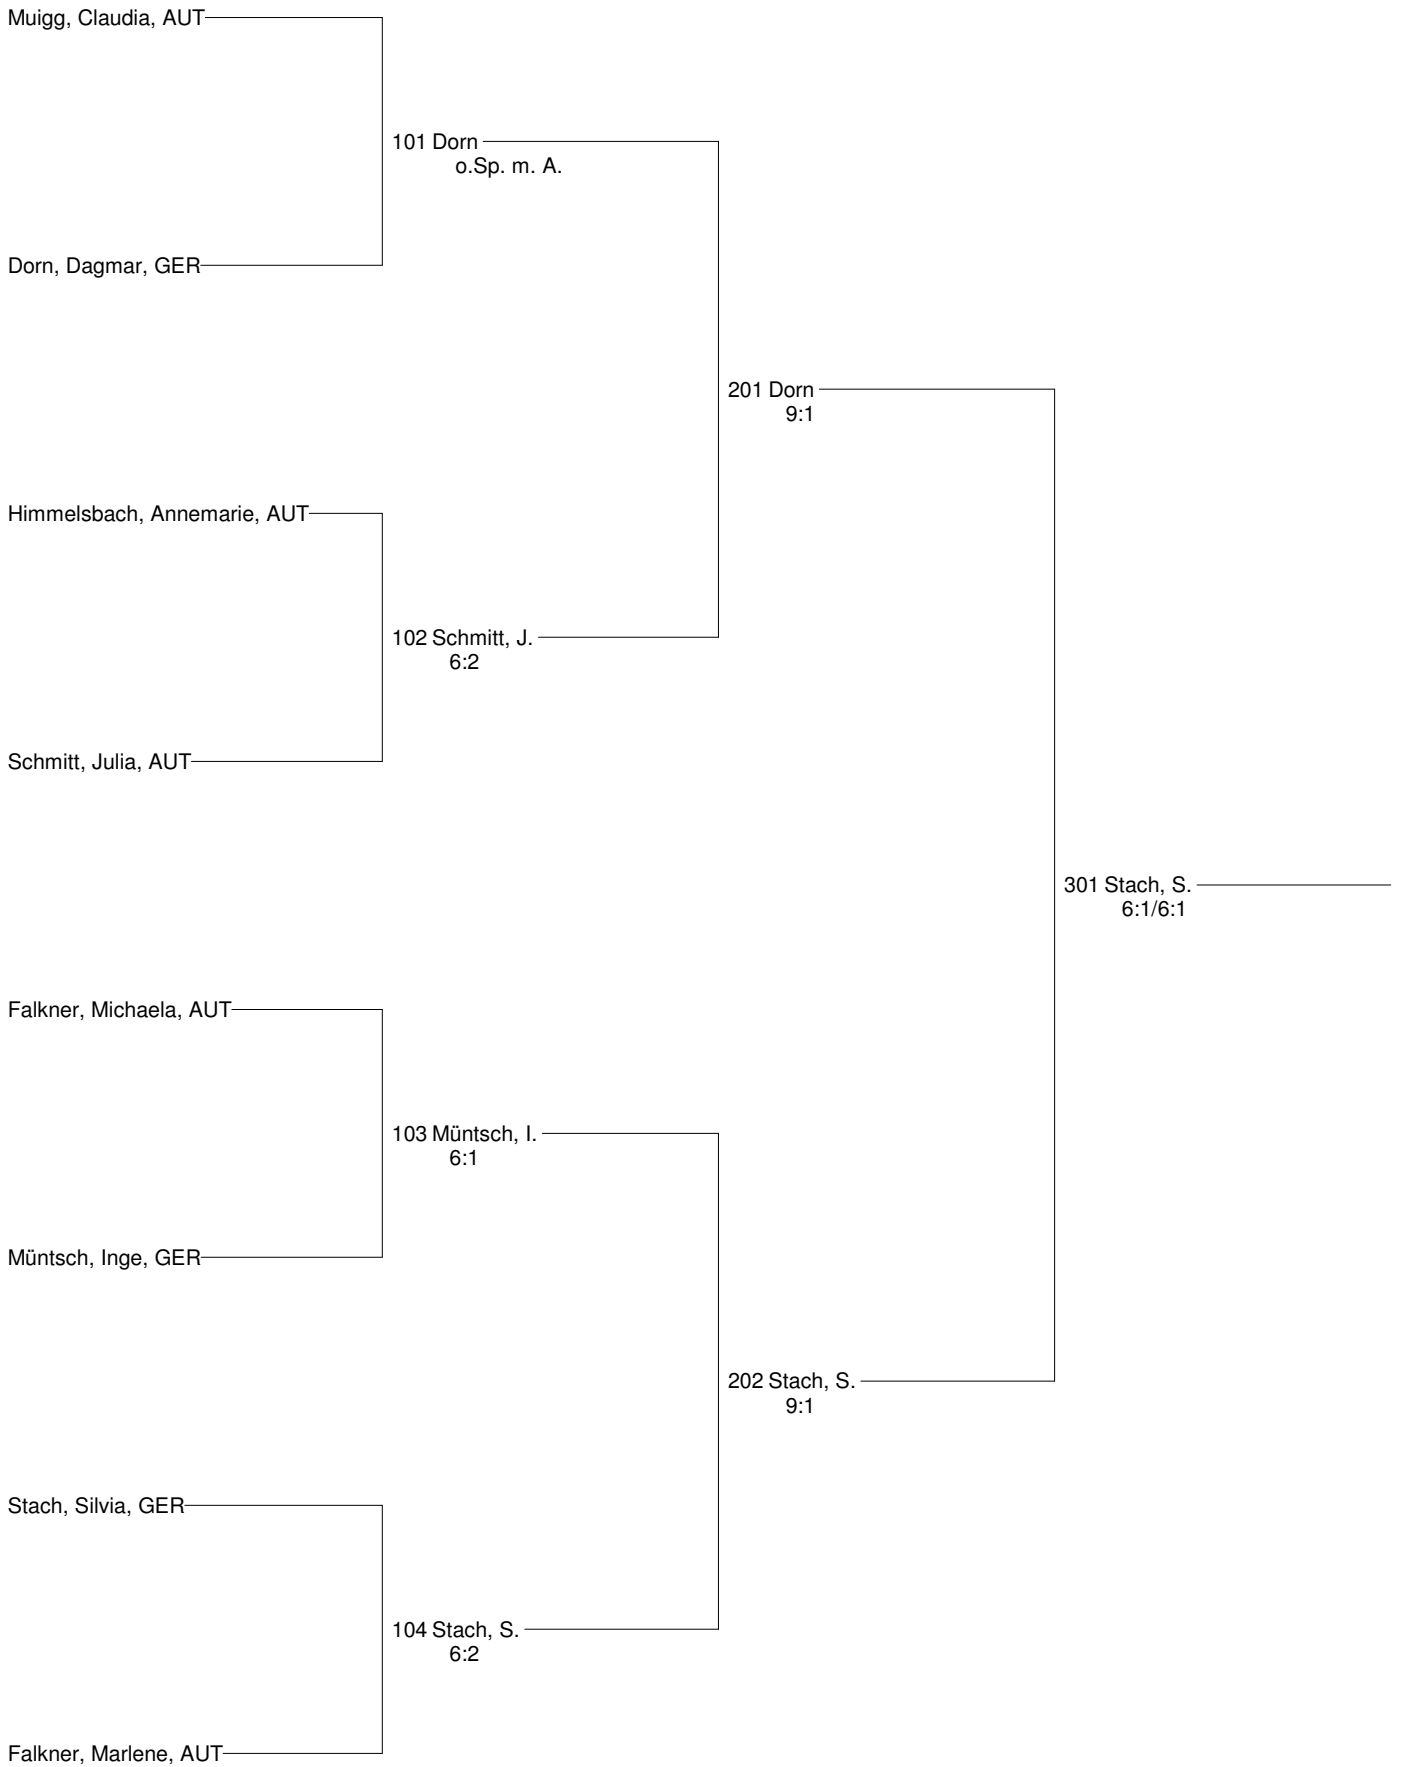 Muigg, Claudia, AUT
101 Dorn
o.Sp. m. A.
Dorn, Dagmar, GER
201 Dorn
9:1
Himmelsbach, Annemarie, AUT
102 Schmitt, J.
6:2
Schmitt, Julia, AUT
301 Stach, S.
6:1/6:1
Falkner, Michaela, AUT
103 Müntsch, I.
6:1
Müntsch, Inge, GER
202 Stach, S.
9:1
Stach, Silvia, GER
104 Stach, S.
6:2
Falkner, Marlene, AUT